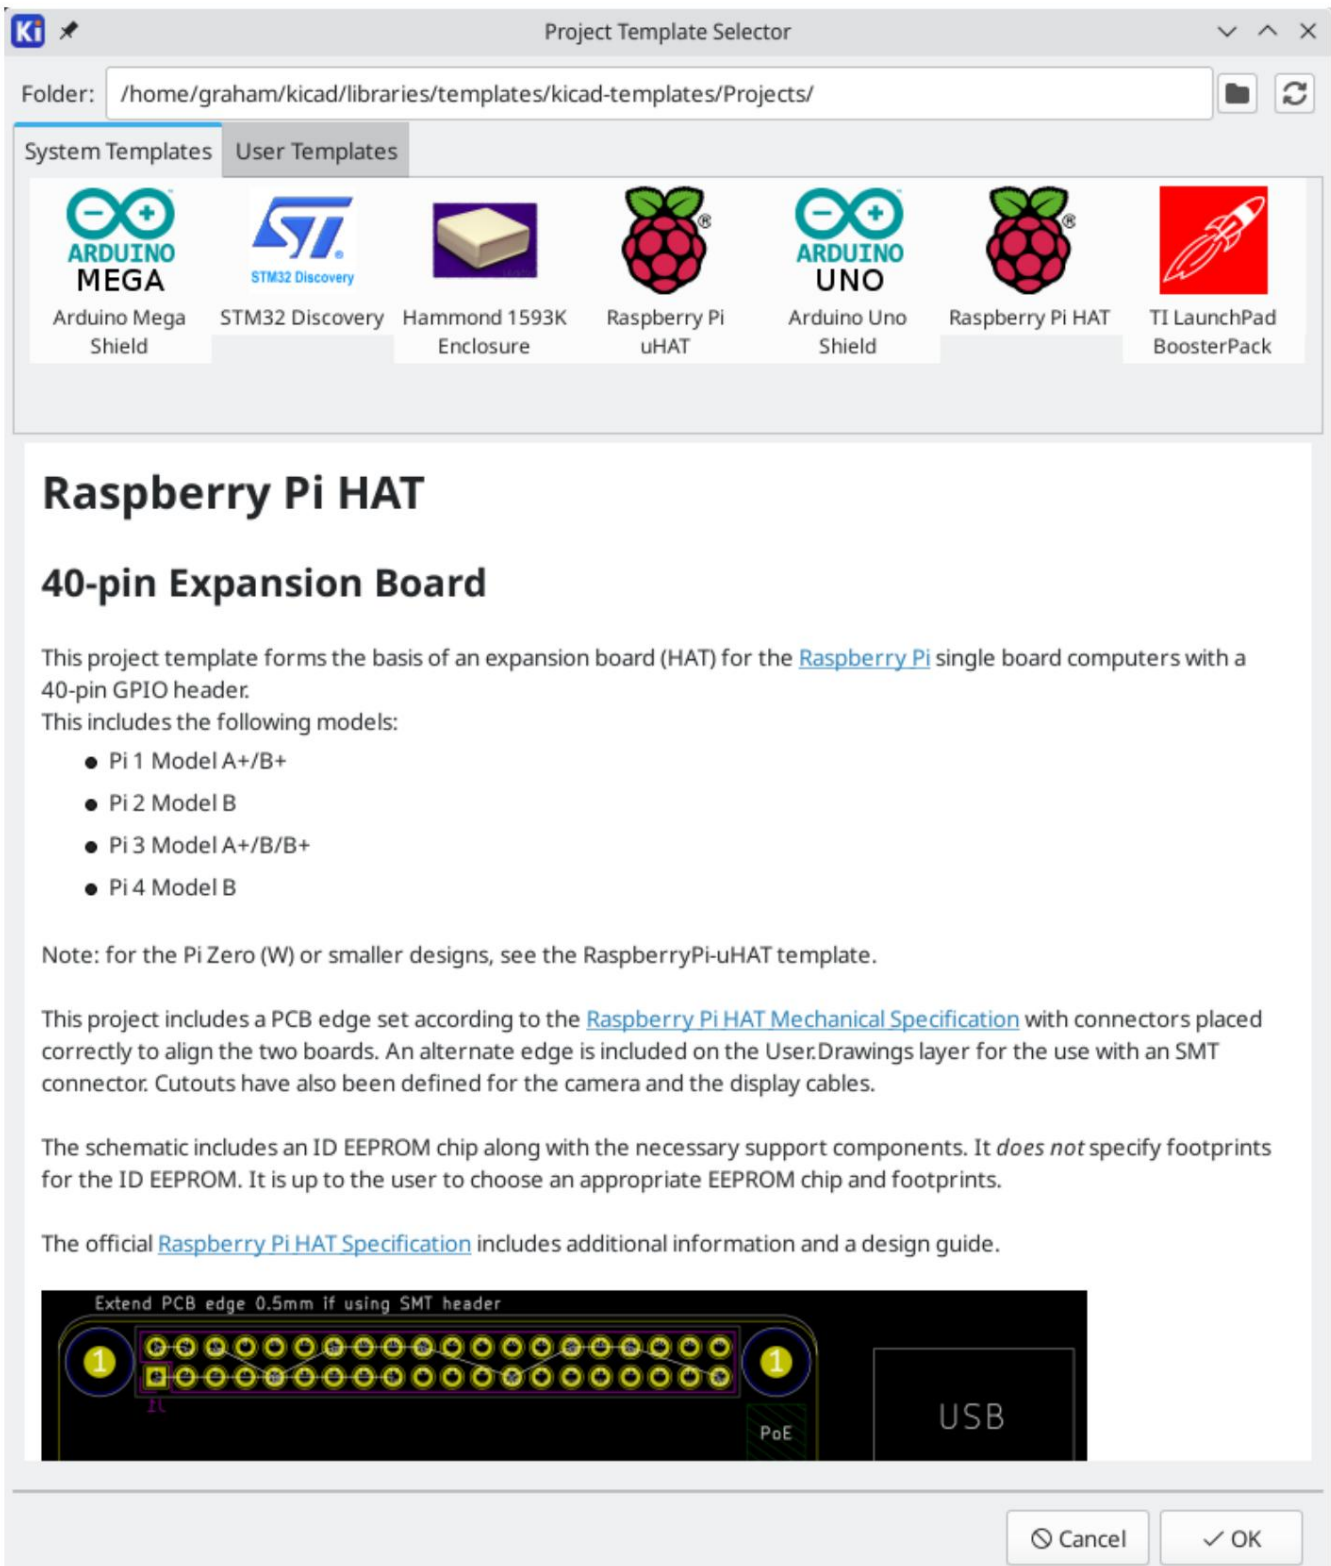 Ki
Project Template Selector
Folder: /home/graham/kicad/libraries/templates/kicad-templates/Projects/
System Templates User Templates
ARDUINO
MEGA
Arduino Mega
Shield
ST
STM32 Discovery
STM32 Discovery
Hammond 1593K
Enclosure
®
Raspberry Pi
uHAT
ARDUINO
UNO
Arduino Uno
Shield
®
Raspberry Pi HAT
TI LaunchPad
BoosterPack
Raspberry Pi HAT
40-pin Expansion Board
This project template forms the basis of an expansion board (HAT) for the Raspberry Pi single board computers with a
40-pin GPIO header.
This includes the following models:
● Pi 1 Model A+/B+
● Pi 2 Model B
● Pi 3 Model A+/B/B+
● Pi 4 Model B
Note: for the Pi Zero (W) or smaller designs, see the RaspberryPi-uHAT template.
This project includes a PCB edge set according to the Raspberry Pi HAT Mechanical Specification with connectors placed
correctly to align the two boards. An alternate edge is included on the User.Drawings layer for the use with an SMT
connector. Cutouts have also been defined for the camera and the display cables.
The schematic includes an ID EEPROM chip along with the necessary support components. It does not specify footprints
for the ID EEPROM. It is up to the user to choose an appropriate EEPROM chip and footprints.
The official Raspberry Pi HAT Specification includes additional information and a design guide.
Extend PCB edge 0.5mm if using SMT header
1
1
PoE
USB
Cancel
OK